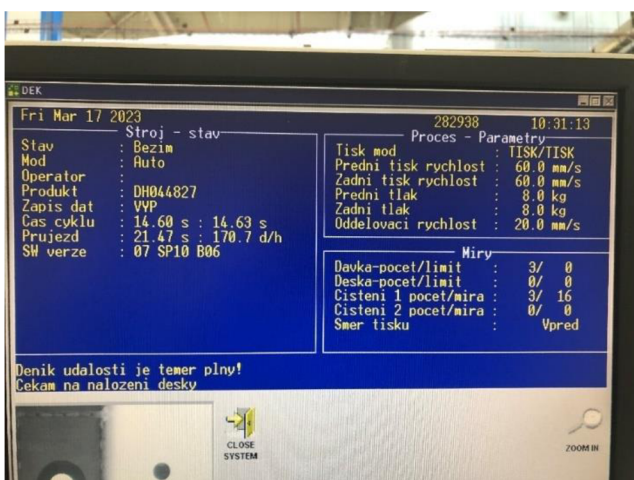 DEK
Fri Mar 17 2023 282938 10:31:13
Stroj - stav
Stav : Bezim
Mod : Auto
Operator :
Produkt : DH044827
Zapis dat : VYP
Cas cyklu : 14.60 s : 14.63 s
Prujezd : 21.47 s : 170.7 d/h
SW verze : 07 SP10 B06
Proces - Parametry
Tisk mod : TISK/TISK
Predni tisk rychlost : 60.0 mm/s
Zadni tisk rychlost : 60.0 mm/s
Predni tlak : 8.0 kg
Zadni tlak : 8.0 kg
Oddelovaci rychlost : 20.0 mm/s
Miry
Davka-pocet/limit : 3/ 0
Deska-pocet/limit : 0/ 0
Cisteni 1 pocet/mira : 3/ 16
Cisteni 2 pocet/mira : 0/ 0
Smer tisku : Vpred
Denik udalosti je temer plny!
Cekam na nalozeni desky
CLOSE
SYSTEM
ZOOM IN